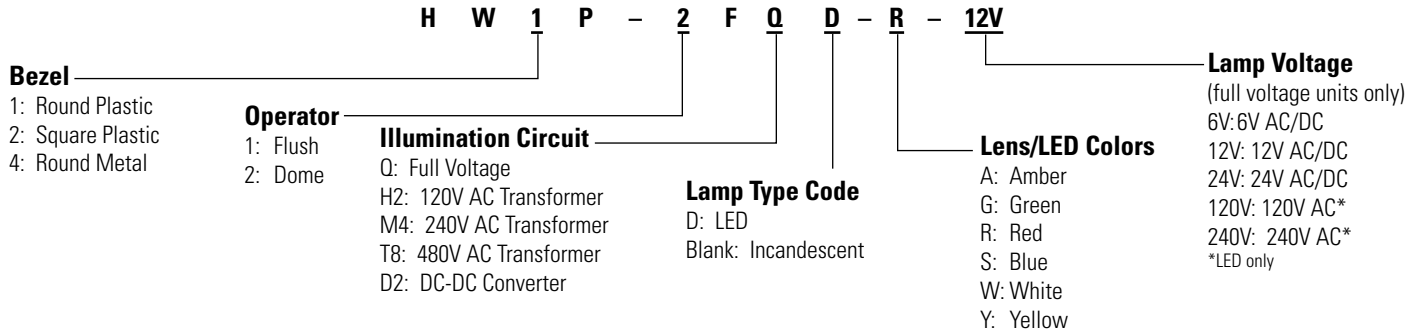 H W 1 P – 2 F Q D – R – 12V
Bezel
1: Round Plastic
2: Square Plastic
4: Round Metal
Operator
1: Flush
2: Dome
Illumination Circuit
Q: Full Voltage
H2: 120V AC Transformer
M4: 240V AC Transformer
T8: 480V AC Transformer
D2: DC-DC Converter
Lamp Type Code
D: LED
Blank: Incandescent
Lens/LED Colors
A: Amber
G: Green
R: Red
S: Blue
W: White
Y: Yellow
Lamp Voltage
(full voltage units only)
6V: 6V AC/DC
12V: 12V AC/DC
24V: 24V AC/DC
120V: 120V AC*
240V: 240V AC*
*LED only